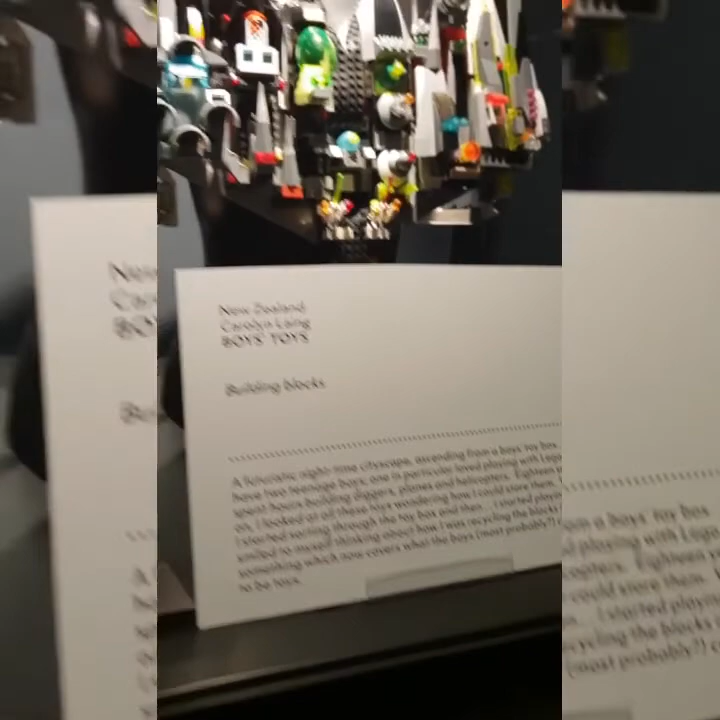 New Zealand
Carolyn Laing
BOYS' TOYS
Building blocks
A futuristic night-time cityscape, ascending from a boys' toy box.
have two teenage boys, one in particular loved playing with Lego
spent hours building diggers, planes and helicopters. Eighteen
on, I looked at all these toys wondering how I could store them.
I started sorting through the toy box and then... I started playin
smiled to myself thinking about how I was recycling the blocks
something which now covers what the boys (most probably?)
to be toys.